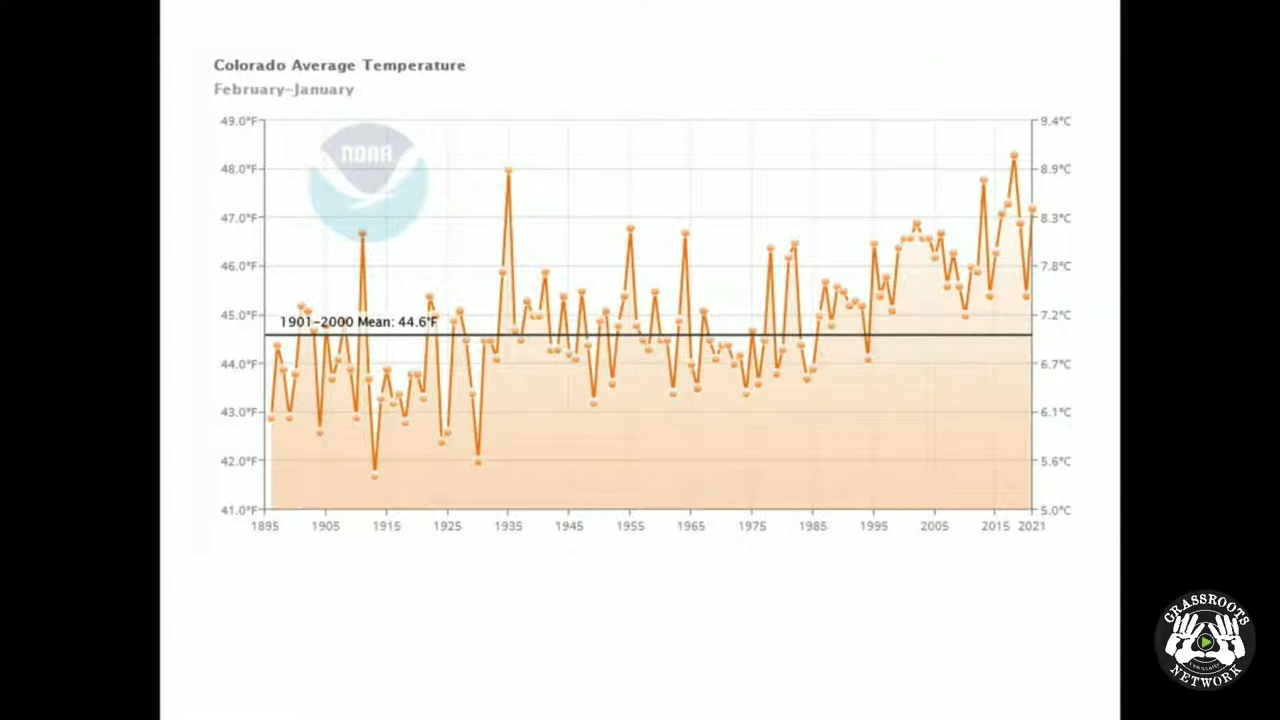 Colorado Average Temperature
February–January
49.0°F
9.4°C
NOAA
48.0°F
8.9°C
47.0°F
8.3°C
46.0°F
7.8°C
45.0°F
1901–2000 Mean: 44.6°F
7.2°C
44.0°F
6.7°C
43.0°F
6.1°C
42.0°F
5.6°C
41.0°F
5.0°C
1895 1905 1915 1925 1935 1945 1955 1965 1975 1985 1995 2005 2015 2021
GRASSROOTS
NETWORK